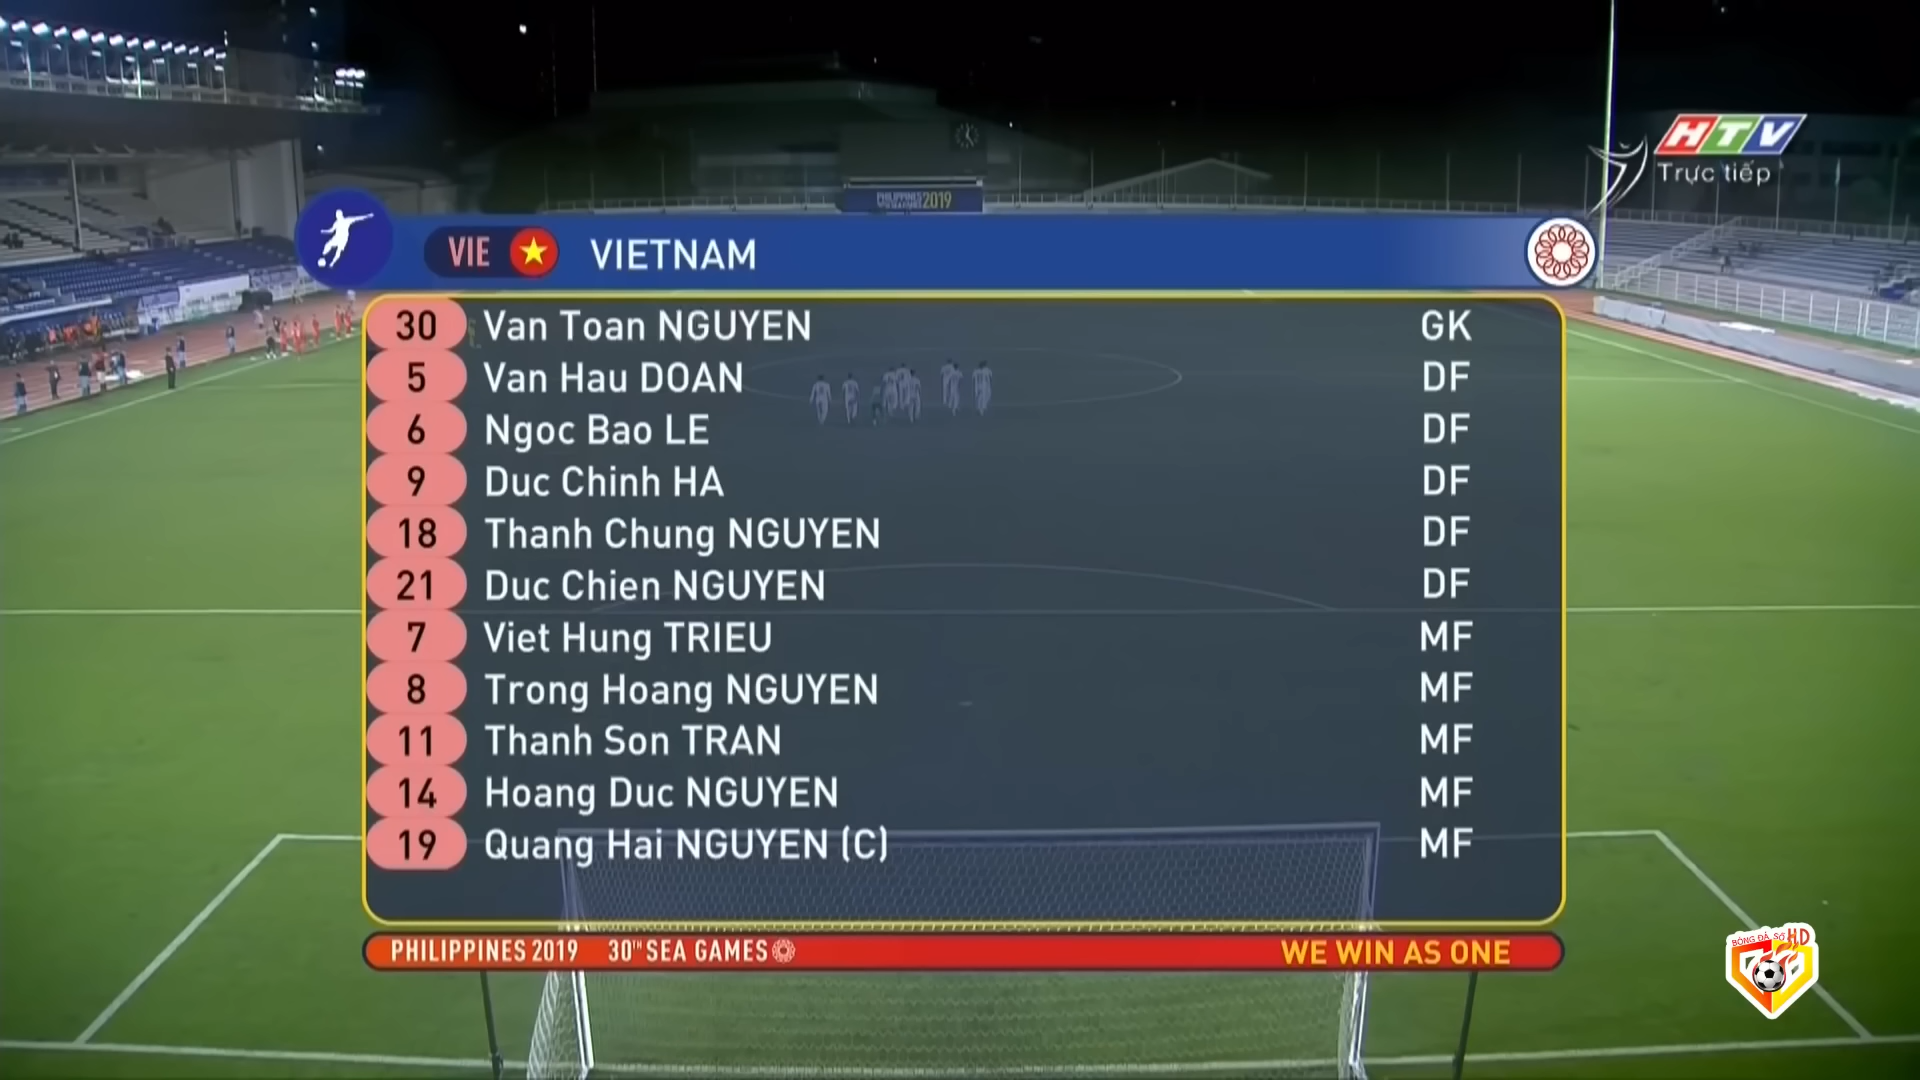 HTV
Trực tiếp
PHILIPPINES 2019
VIE VIETNAM
30 Van Toan NGUYEN GK
5 Van Hau DOAN DF
6 Ngoc Bao LE DF
9 Duc Chinh HA DF
18 Thanh Chung NGUYEN DF
21 Duc Chien NGUYEN DF
7 Viet Hung TRIEU MF
8 Trong Hoang NGUYEN MF
11 Thanh Son TRAN MF
14 Hoang Duc NGUYEN MF
19 Quang Hai NGUYEN (C) MF
PHILIPPINES 2019 30TH SEA GAMES WE WIN AS ONE
BÓNG ĐÁ SỐ HD